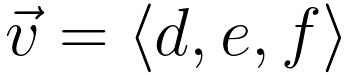 v⃗ = ⟨d, e, f⟩